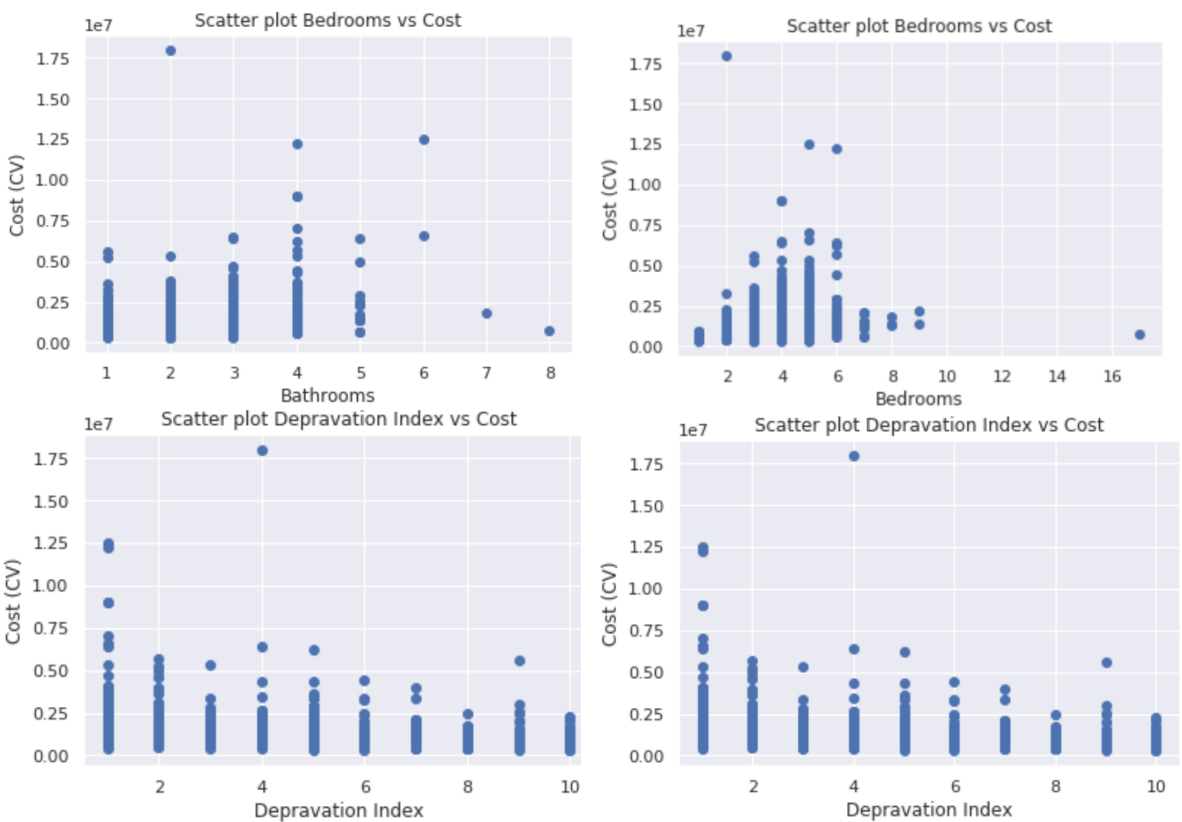 Scatter plot Bedrooms vs Cost
1e7
1.75
1.50
1.25
1.00
0.75
0.50
0.25
0.00
Cost (CV)
1 2 3 4 5 6 7 8
Bathrooms
Scatter plot Bedrooms vs Cost
1e7
1.75
1.50
1.25
1.00
0.75
0.50
0.25
0.00
Cost (CV)
2 4 6 8 10 12 14 16
Bedrooms
Scatter plot Depravation Index vs Cost
1e7
1.75
1.50
1.25
1.00
0.75
0.50
0.25
0.00
Cost (CV)
2 4 6 8 10
Depravation Index
Scatter plot Depravation Index vs Cost
1e7
1.75
1.50
1.25
1.00
0.75
0.50
0.25
0.00
Cost (CV)
2 4 6 8 10
Depravation Index